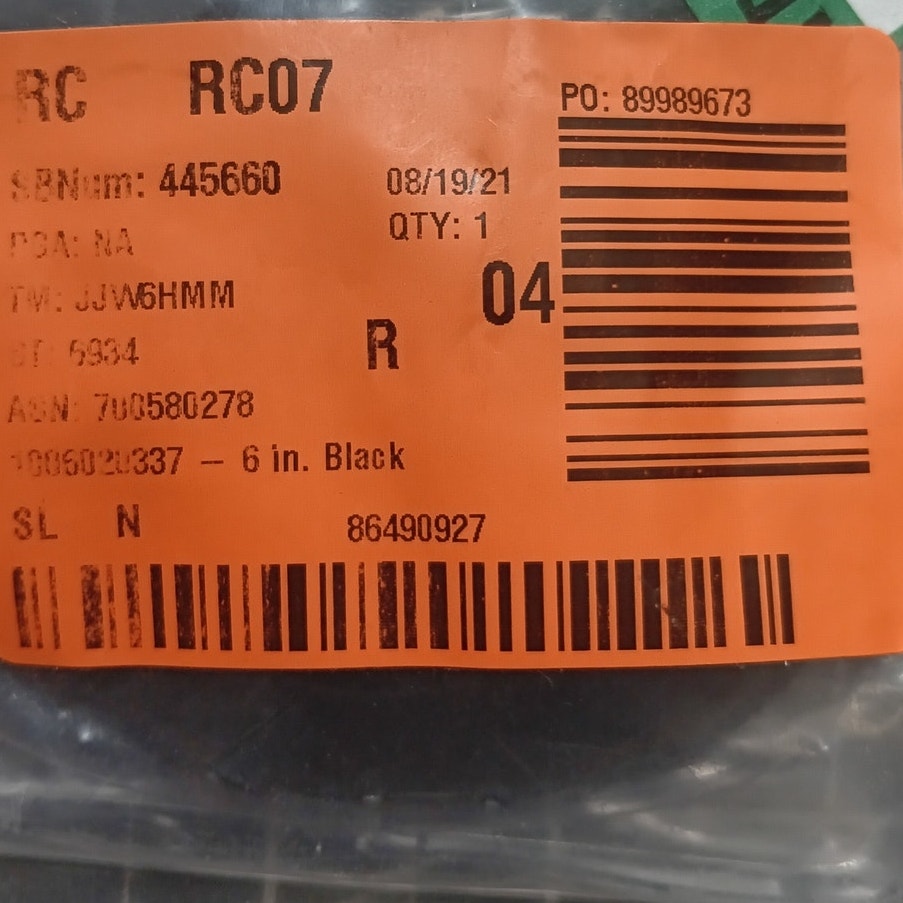 RC RC07
PO: 89989673
SBNum: 445660
08/19/21
QTY: 1
NA
TM: JJW6HMM
04
R
6934
ASN: 700580278
– 6 in. Black
SL N
86490927